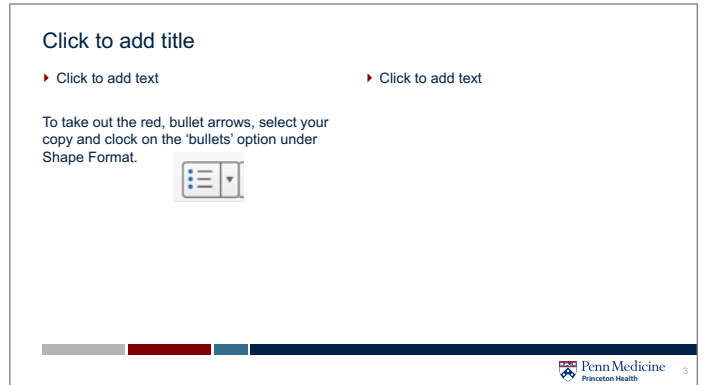 Click to add title
Click to add text
To take out the red, bullet arrows, select your
copy and clock on the ‘bullets’ option under
Shape Format.
Click to add text
Penn Medicine
Princeton Health
3